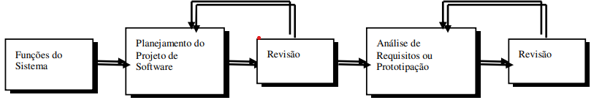 Funções do
Sistema
Planejamento do
Projeto de
Software
Revisão
Análise de
Requisitos ou
Prototipação
Revisão